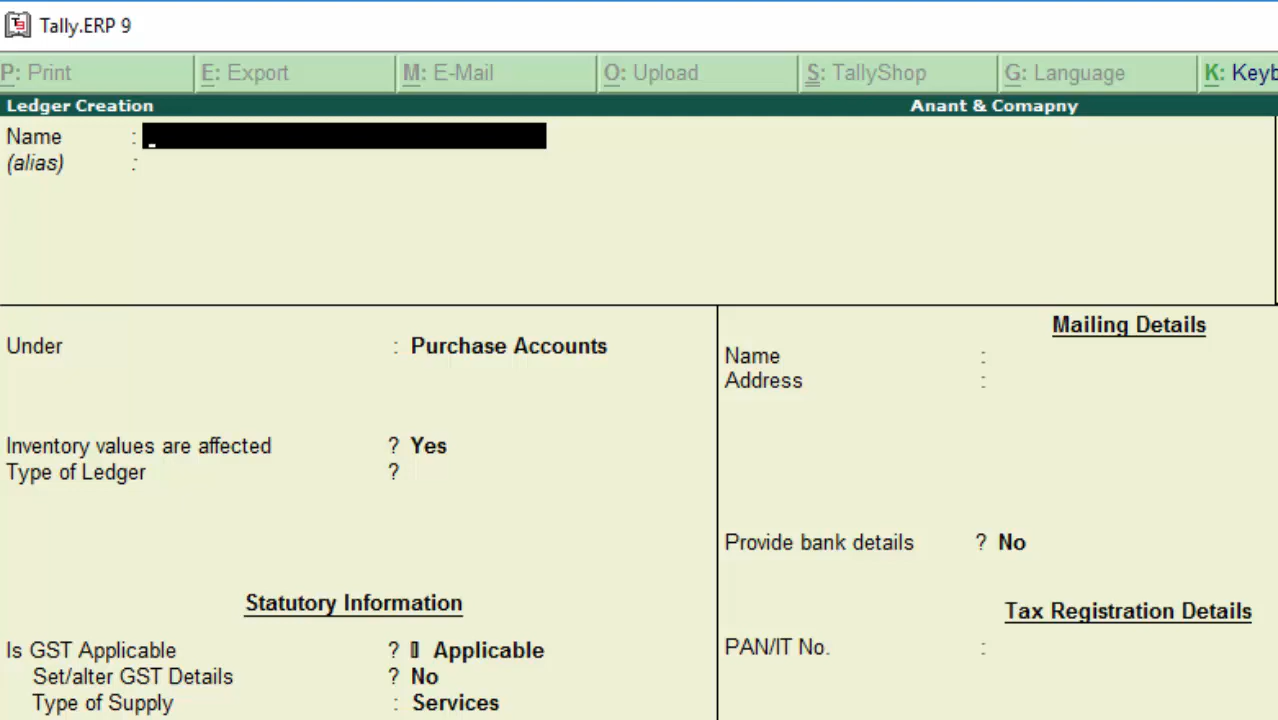 Tally.ERP 9
P: Print E: Export M: E-Mail O: Upload S: TallyShop G: Language K: Keyb
Ledger Creation Anant & Comapny
Name :
(alias) :
Under : Purchase Accounts
Inventory values are affected ? Yes
Type of Ledger ?
Statutory Information
Is GST Applicable ? Applicable
Set/alter GST Details ? No
Type of Supply : Services
Mailing Details
Name :
Address :
Provide bank details ? No
Tax Registration Details
PAN/IT No. :